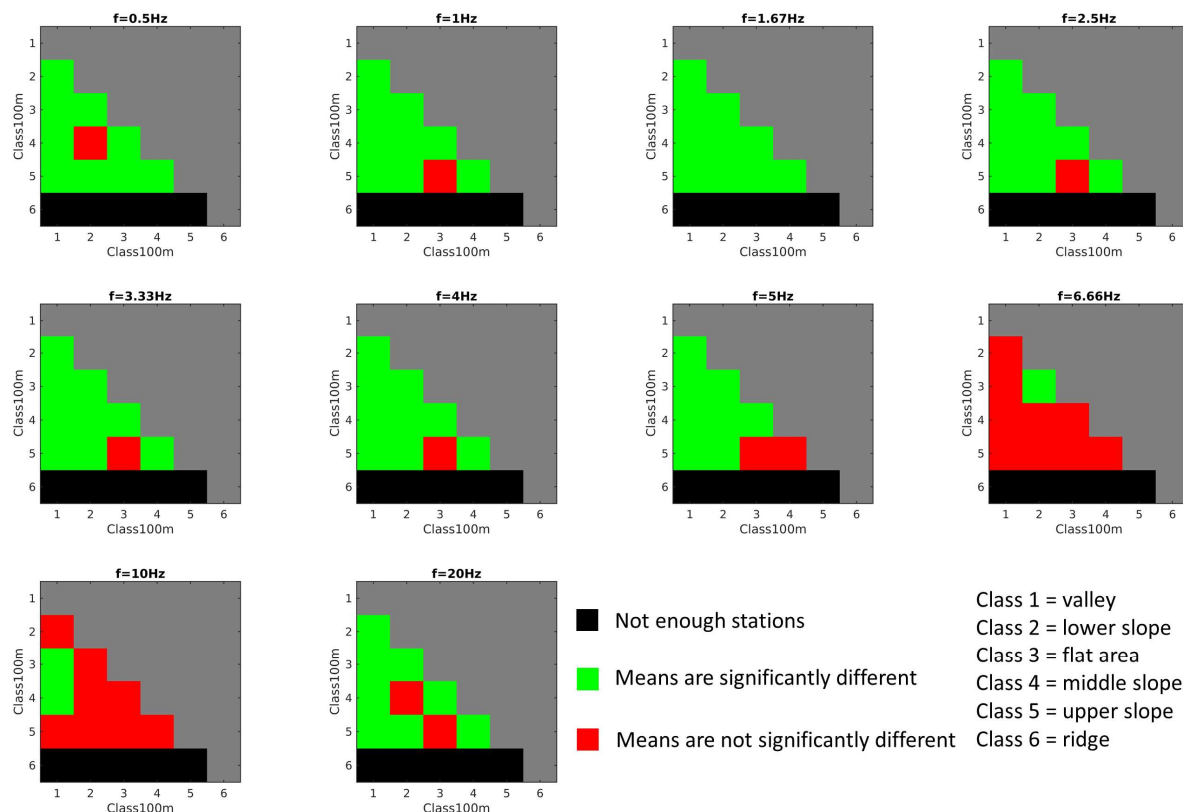 f=0.5Hz
1
2
3
4
5
6
Class100m
1 2 3 4 5 6
Class100m
f=1Hz
1
2
3
4
5
6
Class100m
1 2 3 4 5 6
Class100m
f=1.67Hz
1
2
3
4
5
6
Class100m
1 2 3 4 5 6
Class100m
f=2.5Hz
1
2
3
4
5
6
Class100m
1 2 3 4 5 6
Class100m
f=3.33Hz
1
2
3
4
5
6
Class100m
1 2 3 4 5 6
Class100m
f=4Hz
1
2
3
4
5
6
Class100m
1 2 3 4 5 6
Class100m
f=5Hz
1
2
3
4
5
6
Class100m
1 2 3 4 5 6
Class100m
f=6.66Hz
1
2
3
4
5
6
Class100m
1 2 3 4 5 6
Class100m
f=10Hz
1
2
3
4
5
6
Class100m
1 2 3 4 5 6
Class100m
f=20Hz
1
2
3
4
5
6
Class100m
1 2 3 4 5 6
Class100m
Not enough stations
Means are significantly different
Means are not significantly different
Class 1 = valley
Class 2 = lower slope
Class 3 = flat area
Class 4 = middle slope
Class 5 = upper slope
Class 6 = ridge